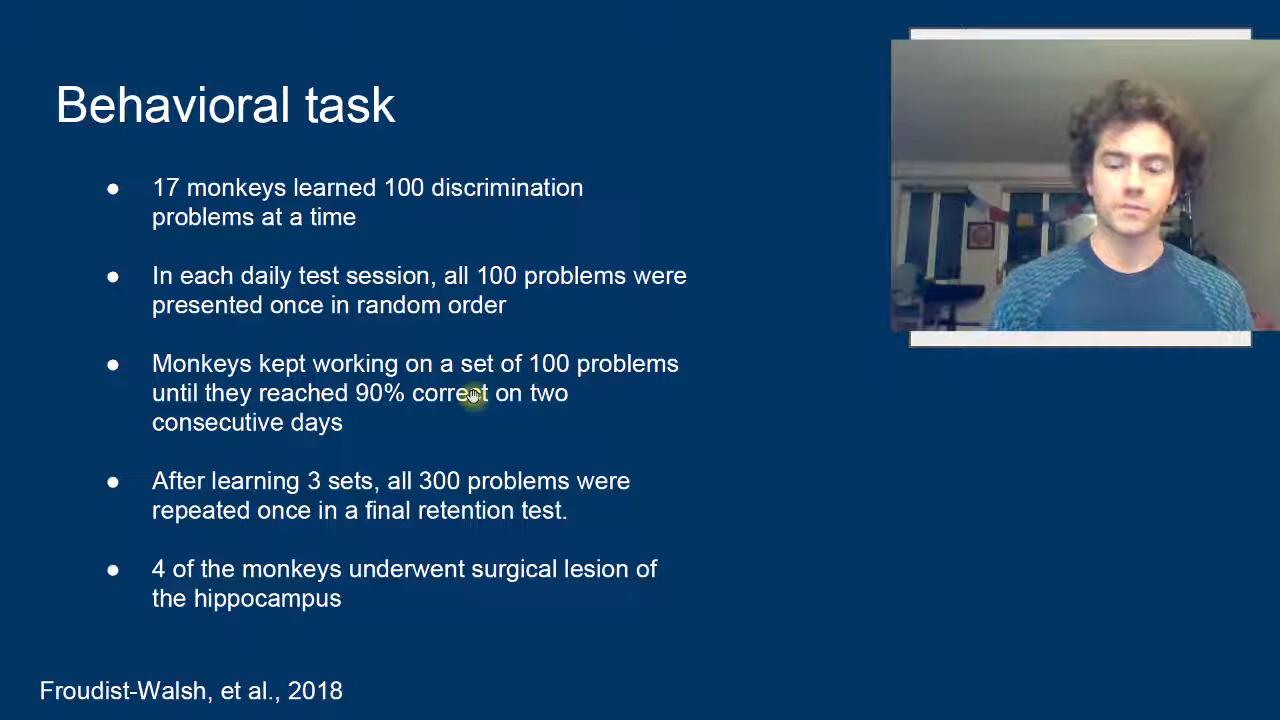 Behavioral task
● 17 monkeys learned 100 discrimination
problems at a time
● In each daily test session, all 100 problems were
presented once in random order
● Monkeys kept working on a set of 100 problems
until they reached 90% correct on two
consecutive days
● After learning 3 sets, all 300 problems were
repeated once in a final retention test.
● 4 of the monkeys underwent surgical lesion of
the hippocampus
Froudist-Walsh, et al., 2018